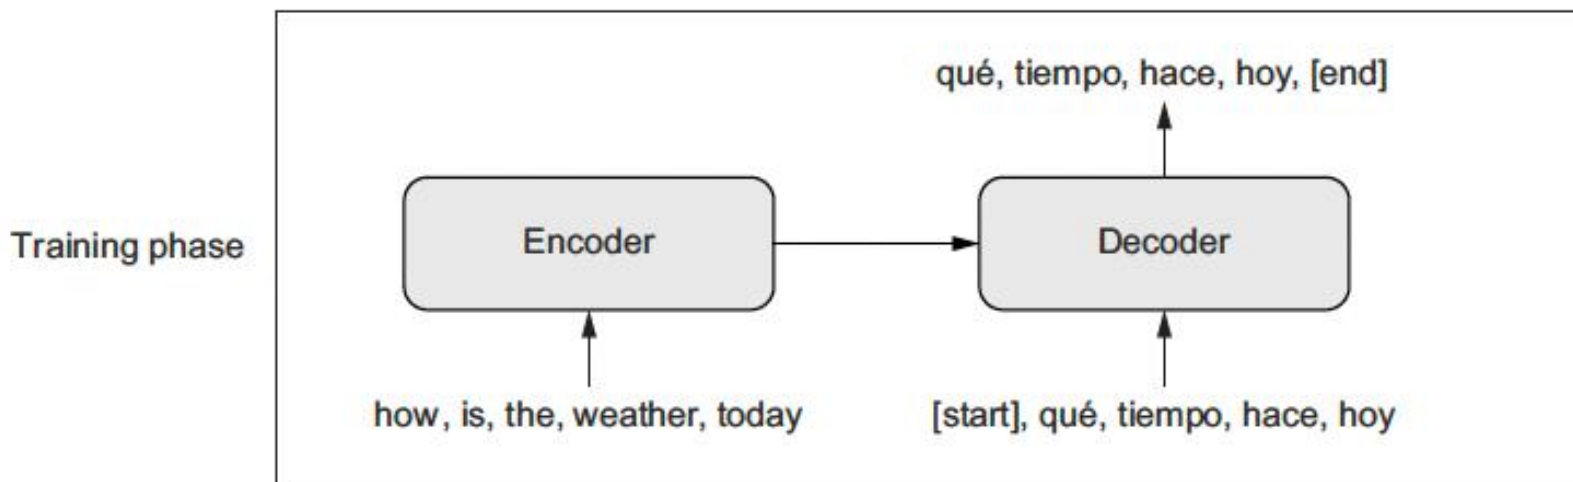 qué, tiempo, hace, hoy, [end]
Training phase
Encoder
Decoder
how, is, the, weather, today
[start], qué, tiempo, hace, hoy